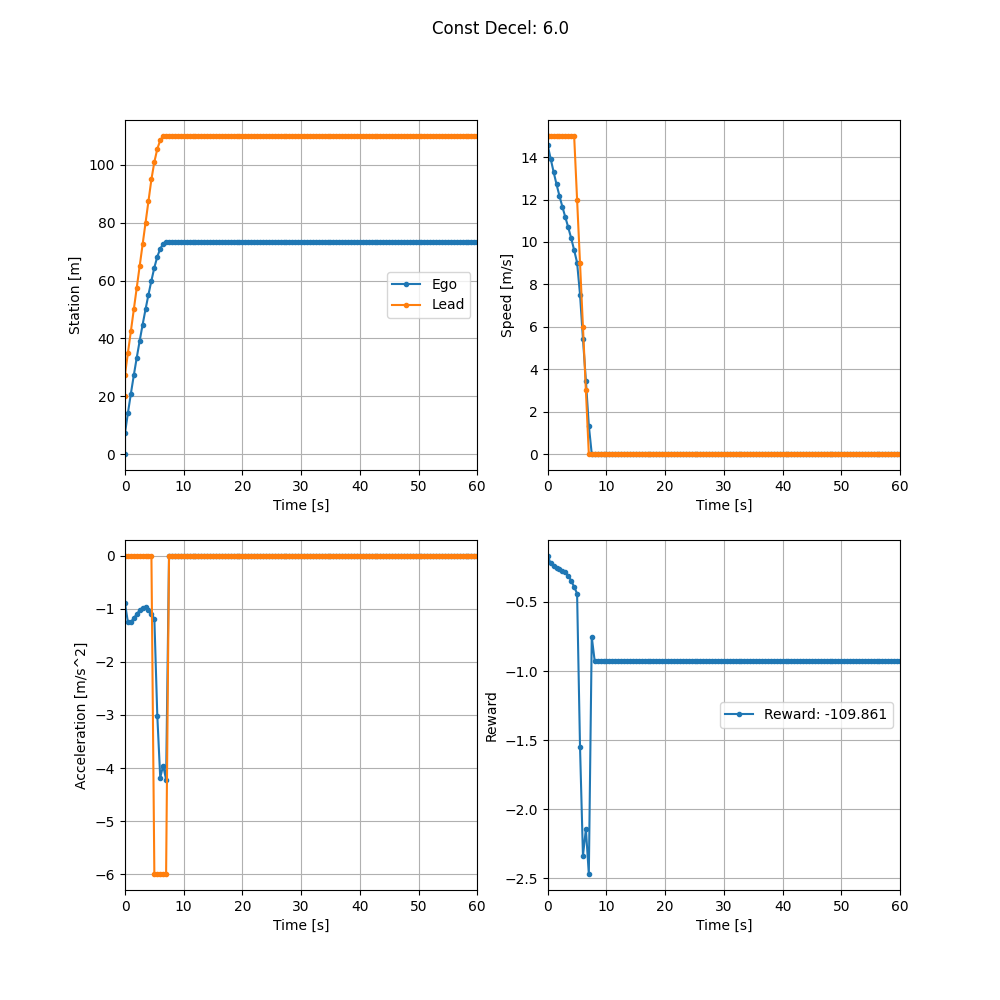 Const Decel: 6.0
Station [m]
100
80
60
40
20
0
Ego
Lead
0 10 20 30 40 50 60
Time [s]
Speed [m/s]
14
12
10
8
6
4
2
0
0 10 20 30 40 50 60
Time [s]
Acceleration [m/s^2]
0
−1
−2
−3
−4
−5
−6
0 10 20 30 40 50 60
Time [s]
Reward
−0.5
−1.0
−1.5
−2.0
−2.5
Reward: -109.861
0 10 20 30 40 50 60
Time [s]